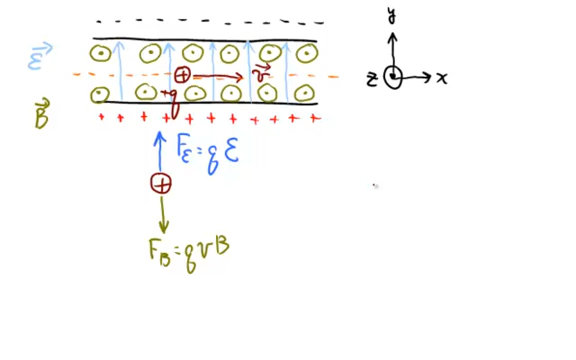 y
ℰ⃗
+
v⃗
z
x
+q
B⃗
+ + + + + + + + + +
F_ℰ = qℰ
+
F_B = qvB